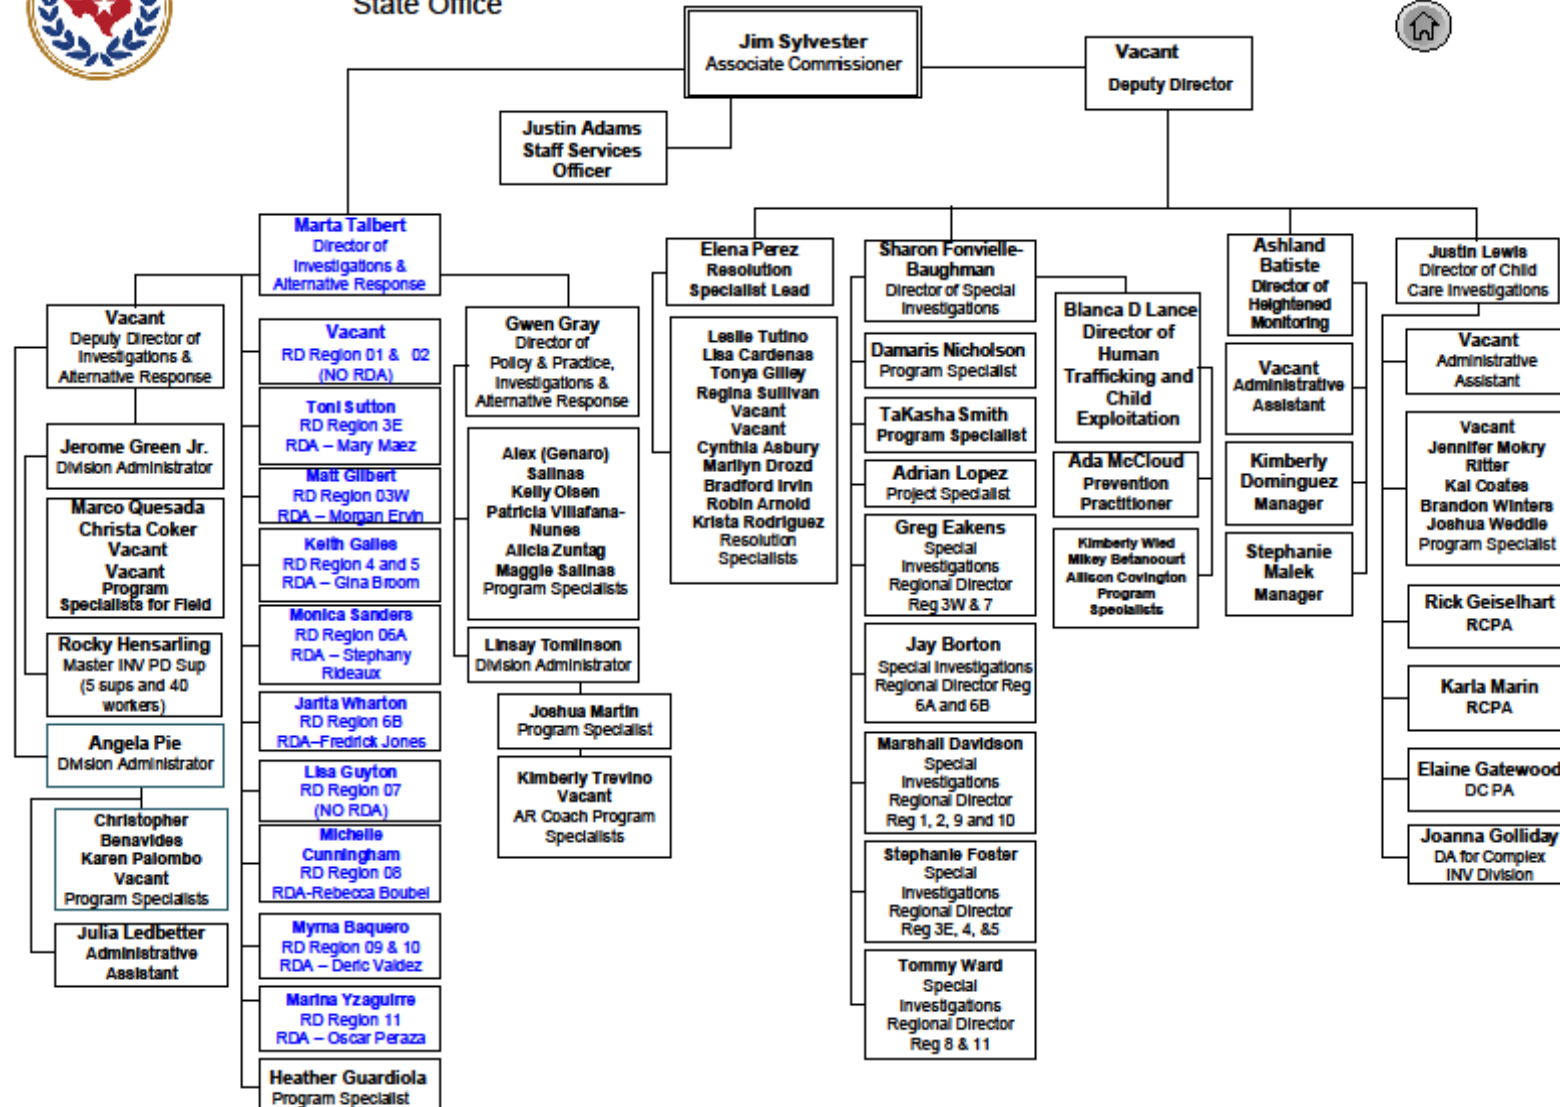 State Office
Jim Sylvester
Associate Commissioner
Vacant
Deputy Director
Justin Adams
Staff Services
Officer
Marta Talbert
Director of
Investigations &
Alternative Response
Vacant
Deputy Director of
Investigations &
Alternative Response
Jerome Green Jr.
Division Administrator
Marco Quesada
Christa Coker
Vacant
Vacant
Program
Specialists for Field
Rocky Hensarling
Master INV PD Sup
(5 sups and 40
workers)
Angela Pie
Division Administrator
Christopher
Benavides
Karen Palombo
Vacant
Program Specialists
Julia Ledbetter
Administrative
Assistant
Vacant
RD Region 01 & 02
(NO RDA)
Toni Sutton
RD Region 3E
RDA – Mary Maez
Matt Gilbert
RD Region 03W
RDA – Morgan Ervin
Keith Gailes
RD Region 4 and 5
RDA – Gina Broom
Monica Sanders
RD Region 06A
RDA – Stephany
Rideaux
Jarita Wharton
RD Region 6B
RDA–Fredrick Jones
Lisa Guyton
RD Region 07
(NO RDA)
Michelle
Cunningham
RD Region 08
RDA-Rebecca Boubel
Myrna Baquero
RD Region 09 & 10
RDA – Deric Valdez
Marina Yzaguirre
RD Region 11
RDA – Oscar Peraza
Heather Guardiola
Program Specialist
Gwen Gray
Director of
Policy & Practice,
Investigations &
Alternative Response
Alex (Genaro)
Salinas
Kelly Olsen
Patricia Villafana-
Nunes
Alicia Zuntag
Maggie Salinas
Program Specialists
Linsay Tomlinson
Division Administrator
Joshua Martin
Program Specialist
Kimberly Trevino
Vacant
AR Coach Program
Specialists
Elena Perez
Resolution
Specialist Lead
Leslie Tutino
Lisa Cardenas
Tonya Gilley
Regina Sullivan
Vacant
Vacant
Cynthia Asbury
Marilyn Drozd
Bradford Irvin
Robin Arnold
Krista Rodriguez
Resolution
Specialists
Sharon Fonvielle-
Baughman
Director of Special
Investigations
Damaris Nicholson
Program Specialist
TaKasha Smith
Program Specialist
Adrian Lopez
Project Specialist
Greg Eakens
Special
Investigations
Regional Director
Reg 3W & 7
Jay Borton
Special Investigations
Regional Director Reg
6A and 6B
Marshall Davidson
Special
Investigations
Regional Director
Reg 1, 2, 9 and 10
Stephanie Foster
Special
Investigations
Regional Director
Reg 3E, 4, &5
Tommy Ward
Special
Investigations
Regional Director
Reg 8 & 11
Blanca D Lance
Director of
Human
Trafficking and
Child
Exploitation
Ada McCloud
Prevention
Practitioner
Kimberly Wied
Mikey Betancourt
Allison Covington
Program
Specialists
Ashland
Batiste
Director of
Heightened
Monitoring
Vacant
Administrative
Assistant
Kimberly
Dominguez
Manager
Stephanie
Malek
Manager
Justin Lewis
Director of Child
Care Investigations
Vacant
Administrative
Assistant
Vacant
Jennifer Mokry
Ritter
Kai Coates
Brandon Winters
Joshua Weddle
Program Specialist
Rick Geiselhart
RCPA
Karla Marin
RCPA
Elaine Gatewood
DC PA
Joanna Golliday
DA for Complex
INV Division